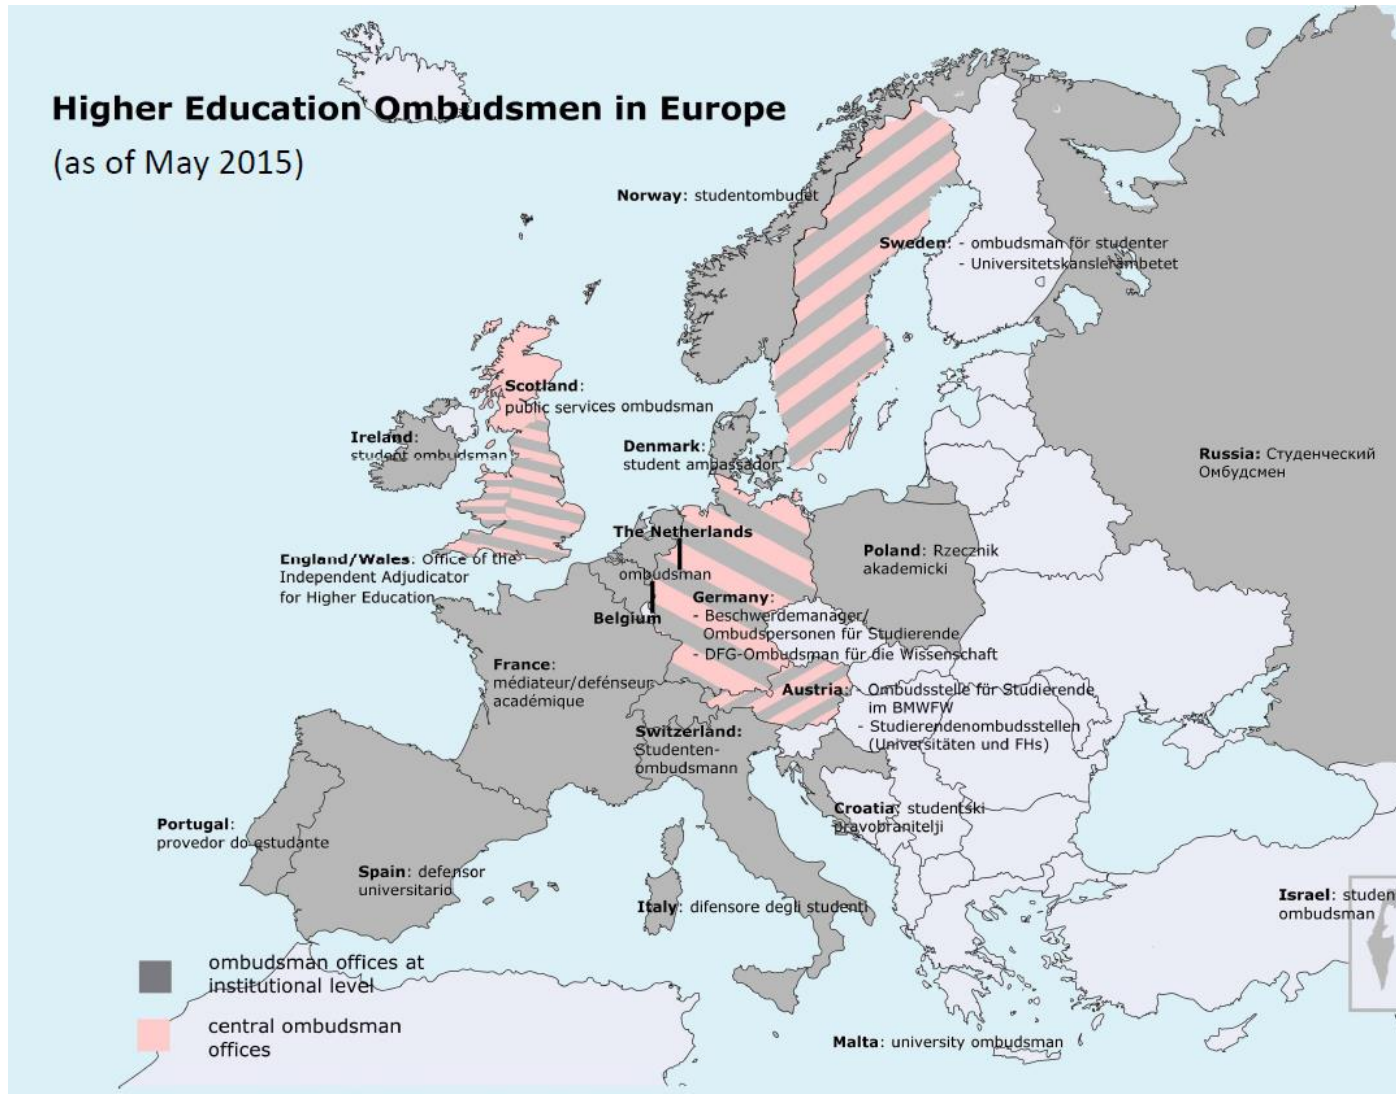 Higher Education Ombudsmen in Europe
(as of May 2015)
Norway: studentombudet
Sweden: - ombudsman för studenter
- Universitetskanslerämbetet
Scotland:
public services ombudsman
Ireland:
student ombudsman
Denmark:
student ambassador
Russia: Студенческий
Омбудсмен
The Netherlands
ombudsman
Belgium
England/Wales: Office of the
Independent Adjudicator
for Higher Education
Poland: Rzecznik
akademicki
Germany:
- Beschwerdemanager/
Ombudspersonen für Studierende
- DFG-Ombudsman für die Wissenschaft
France:
médiateur/defénseur
académique
Austria: - Ombudsstelle für Studierende
im BMWFW
- Studierendenombudsstellen
(Universitäten und FHs)
Switzerland:
Studenten-
ombudsmann
Croatia: studentski
pravobranitelji
Portugal:
provedor do estudante
Spain: defensor
universitario
Italy: difensore degli studenti
Israel: studen
ombudsman
ombudsman offices at
institutional level
central ombudsman
offices
Malta: university ombudsman